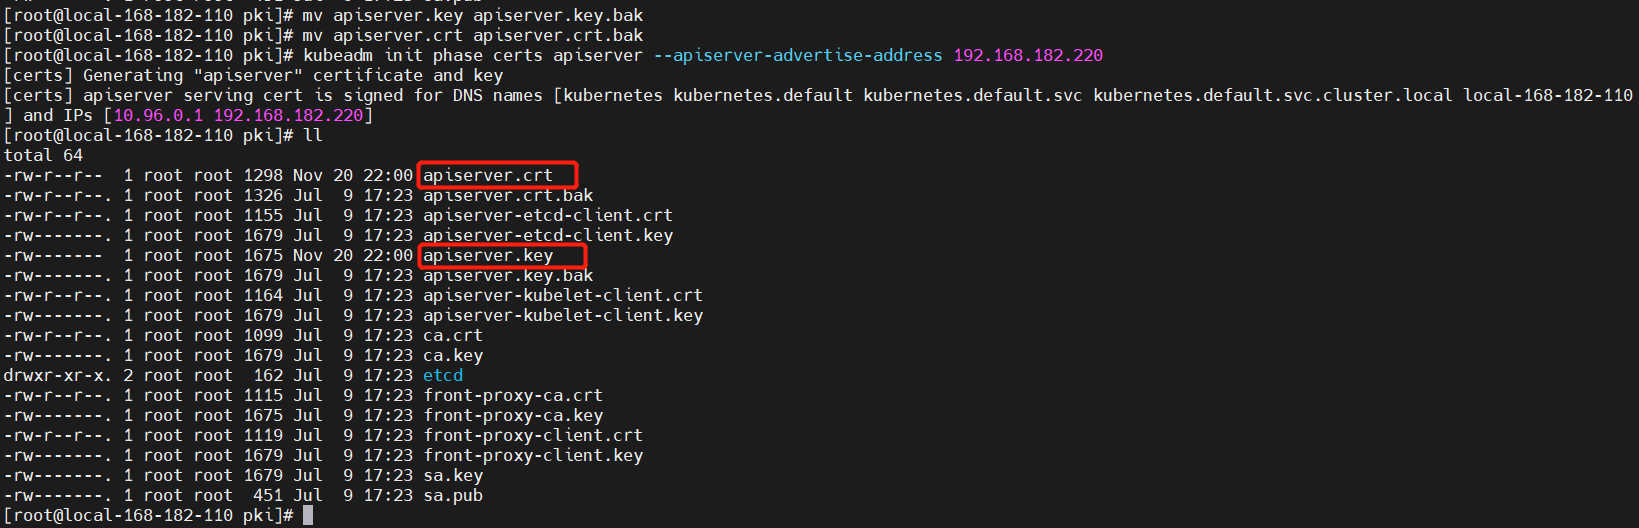 [root@local-168-182-110 pki]# mv apiserver.key apiserver.key.bak
[root@local-168-182-110 pki]# mv apiserver.crt apiserver.crt.bak
[root@local-168-182-110 pki]# kubeadm init phase certs apiserver --apiserver-advertise-address 192.168.182.220
[certs] Generating "apiserver" certificate and key
[certs] apiserver serving cert is signed for DNS names [kubernetes kubernetes.default kubernetes.default.svc kubernetes.default.svc.cluster.local local-168-182-110
] and IPs [10.96.0.1 192.168.182.220]
[root@local-168-182-110 pki]# ll
total 64
-rw-r--r--  1 root root 1298 Nov 20 22:00 apiserver.crt
-rw-r--r--. 1 root root 1326 Jul  9 17:23 apiserver.crt.bak
-rw-r--r--. 1 root root 1155 Jul  9 17:23 apiserver-etcd-client.crt
-rw-------. 1 root root 1679 Jul  9 17:23 apiserver-etcd-client.key
-rw-------  1 root root 1675 Nov 20 22:00 apiserver.key
-rw-------. 1 root root 1679 Jul  9 17:23 apiserver.key.bak
-rw-r--r--. 1 root root 1164 Jul  9 17:23 apiserver-kubelet-client.crt
-rw-------. 1 root root 1679 Jul  9 17:23 apiserver-kubelet-client.key
-rw-r--r--. 1 root root 1099 Jul  9 17:23 ca.crt
-rw-------. 1 root root 1679 Jul  9 17:23 ca.key
drwxr-xr-x. 2 root root  162 Jul  9 17:23 etcd
-rw-r--r--. 1 root root 1115 Jul  9 17:23 front-proxy-ca.crt
-rw-------. 1 root root 1675 Jul  9 17:23 front-proxy-ca.key
-rw-r--r--. 1 root root 1119 Jul  9 17:23 front-proxy-client.crt
-rw-------. 1 root root 1679 Jul  9 17:23 front-proxy-client.key
-rw-------. 1 root root 1679 Jul  9 17:23 sa.key
-rw-------. 1 root root  451 Jul  9 17:23 sa.pub
[root@local-168-182-110 pki]#